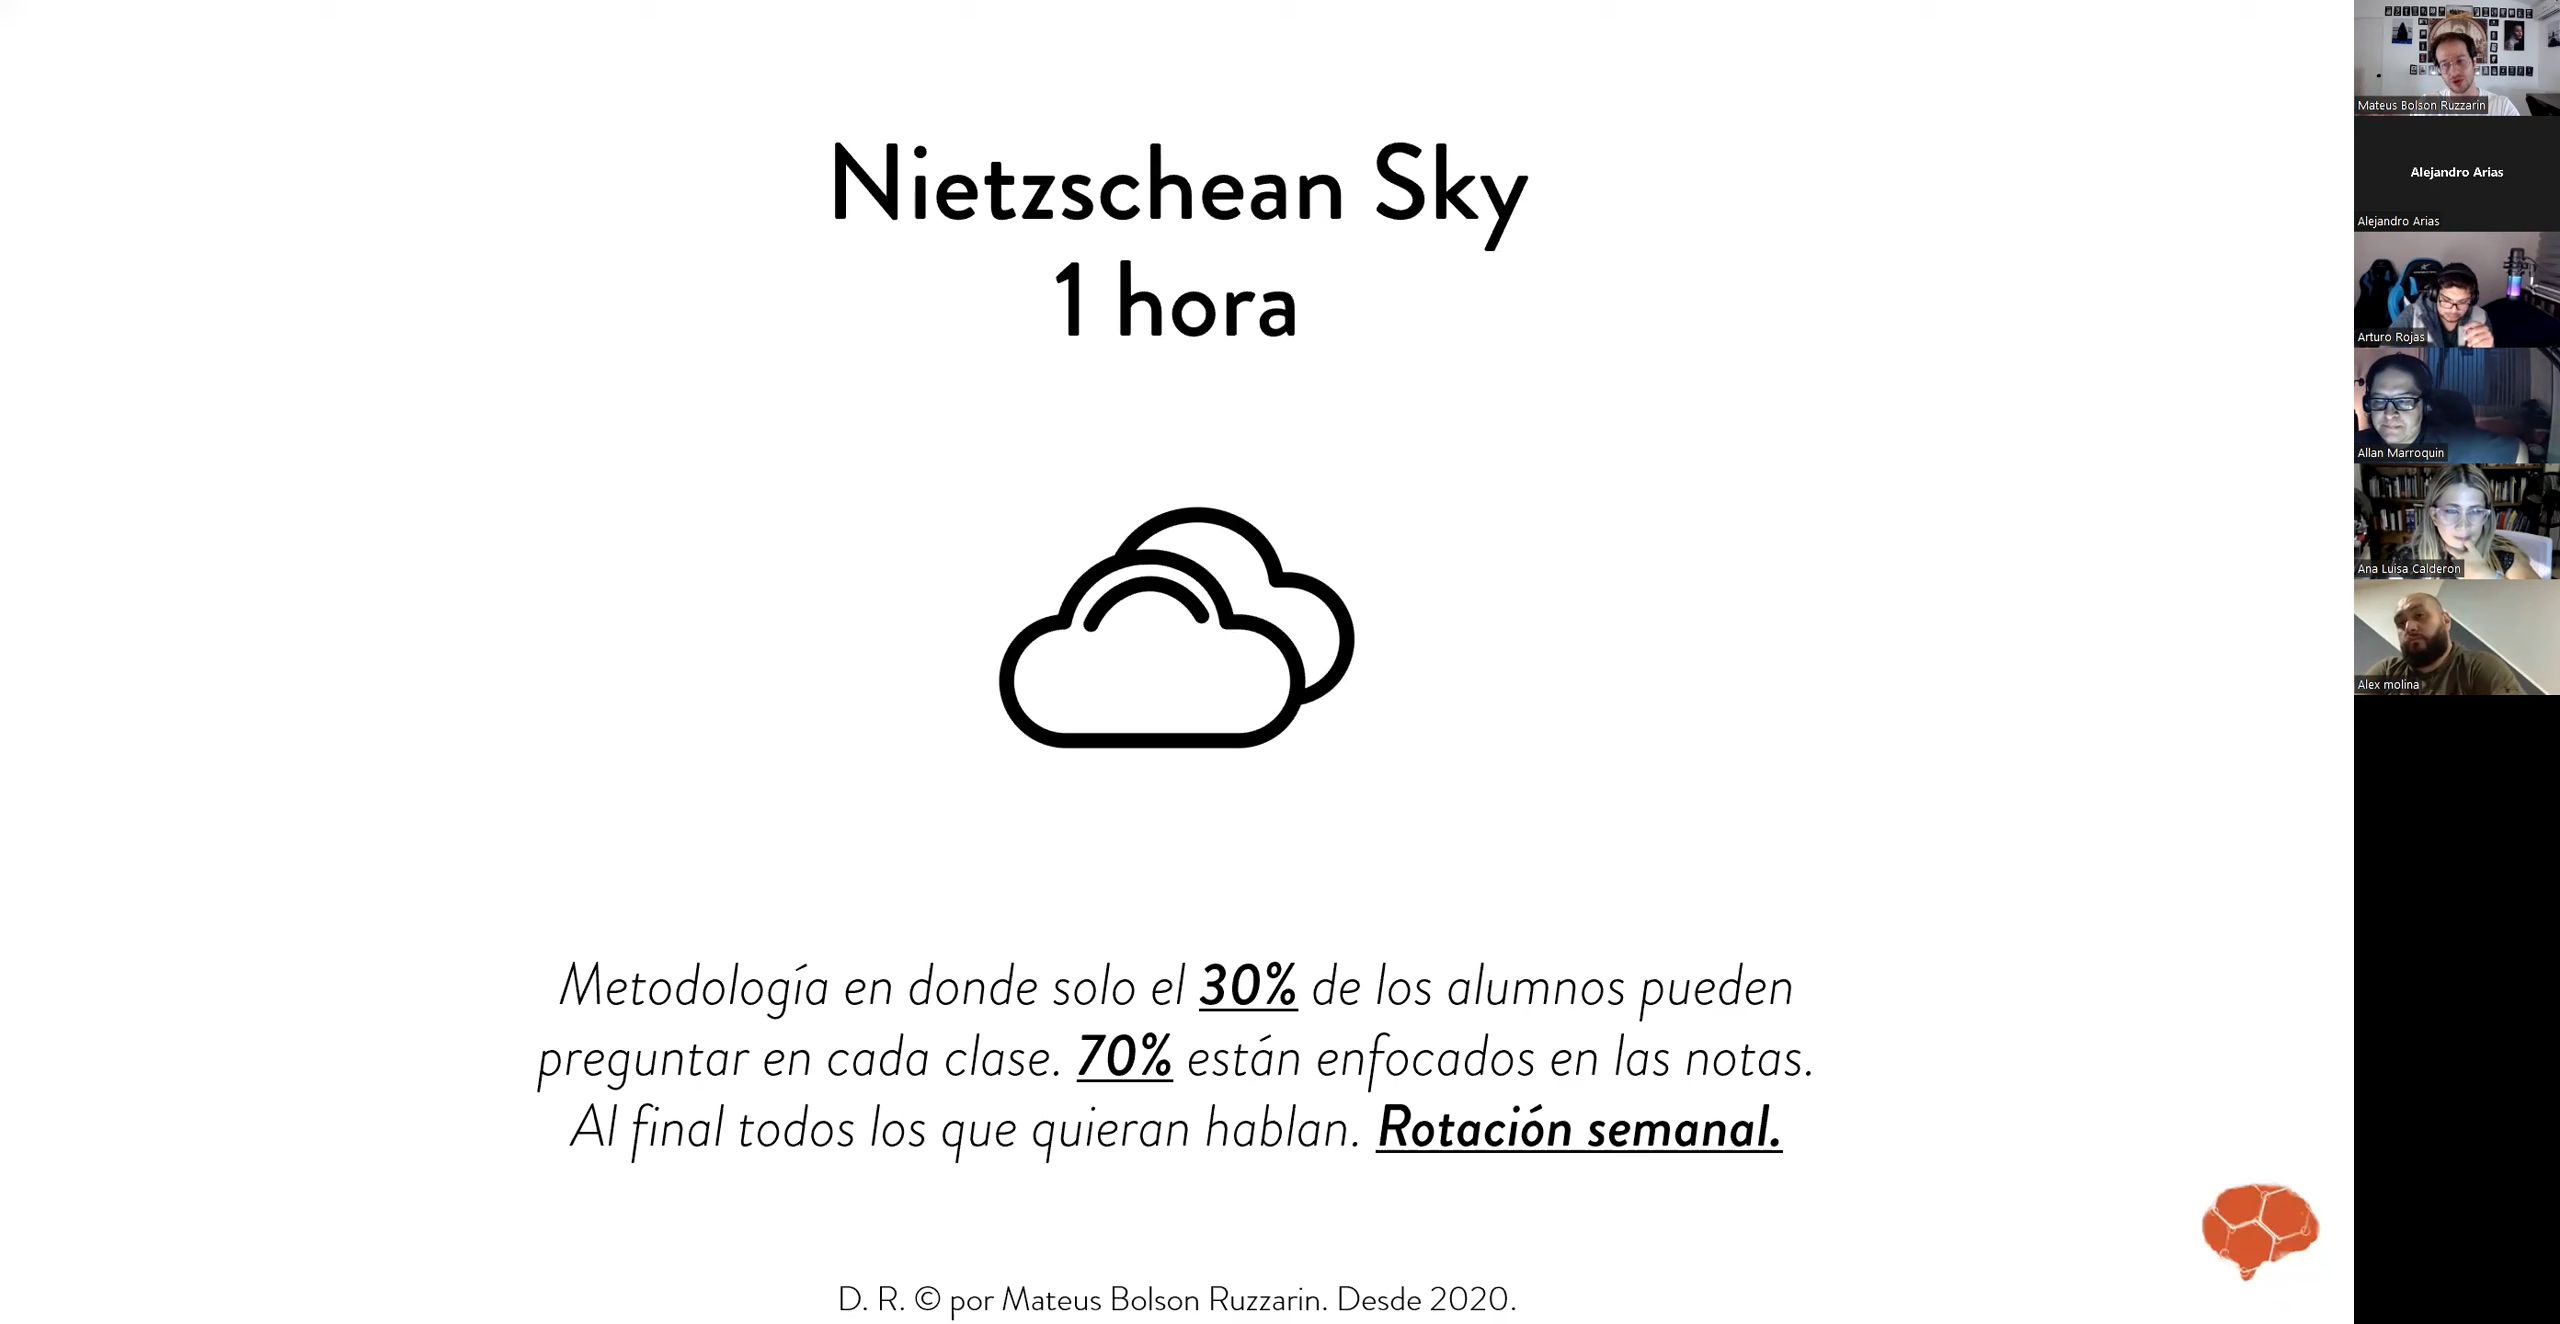 Nietzschean Sky
1 hora
Metodología en donde solo el 30% de los alumnos pueden
preguntar en cada clase. 70% están enfocados en las notas.
Al final todos los que quieran hablan. Rotación semanal.
D. R. © por Mateus Bolson Ruzzarin. Desde 2020.
Mateus Bolson Ruzzarin
Alejandro Arias
Alejandro Arias
Arturo Rojas
Allan Marroquin
Ana Luisa Calderon
Alex molina